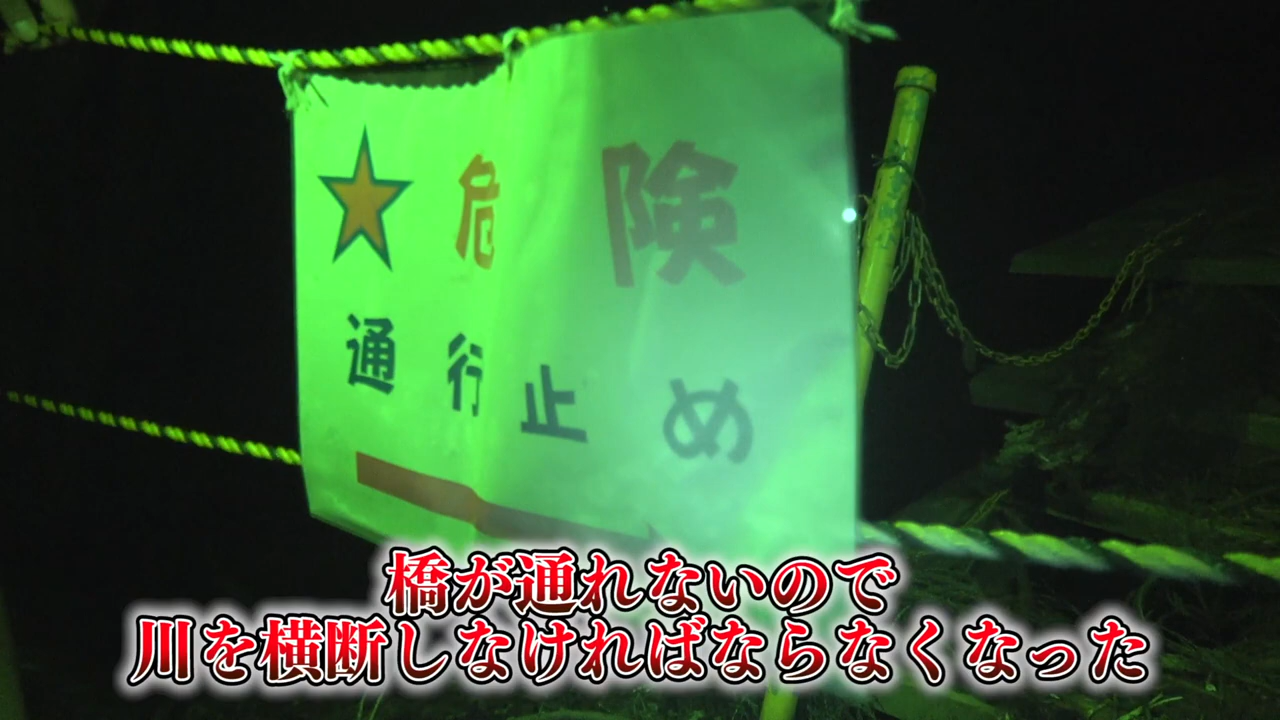 ★危険
通行止め
橋が通れないので
川を横断しなければならなくなった